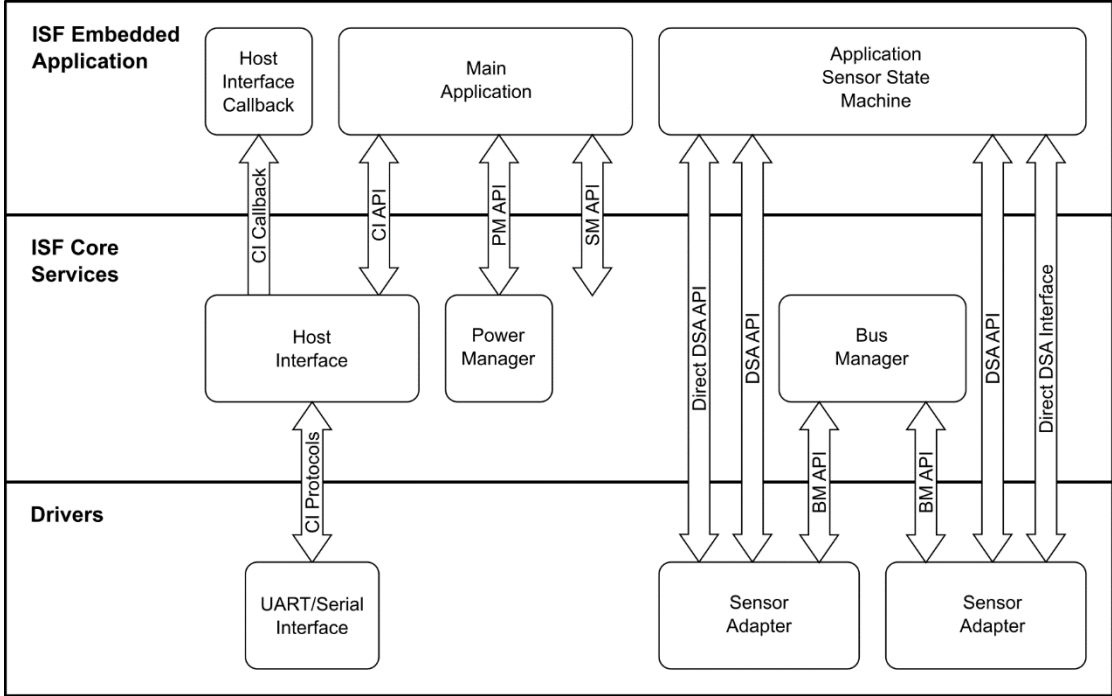 ISF Embedded
Application
Host
Interface
Callback
Main
Application
Application
Sensor State
Machine
CI Callback
CI API
PM API
SM API
ISF Core
Services
Direct DSA API
DSA API
DSA API
Direct DSA Interface
Host
Interface
Power
Manager
Bus
Manager
CI Protocols
BM API
BM API
Drivers
UART/Serial
Interface
Sensor
Adapter
Sensor
Adapter